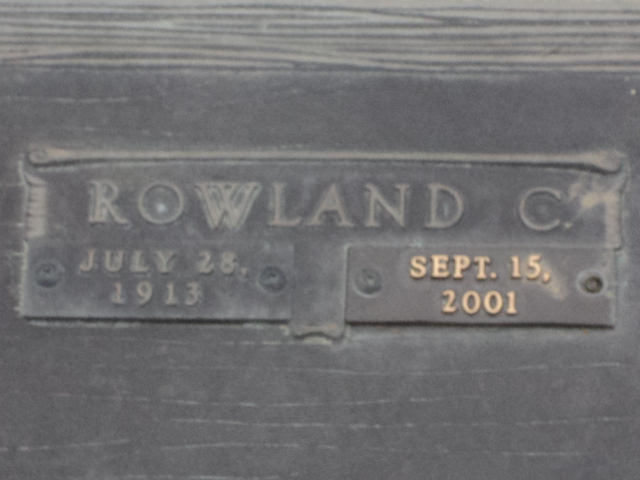 ROWLAND C.
JULY 28,
1913
SEPT. 15,
2001